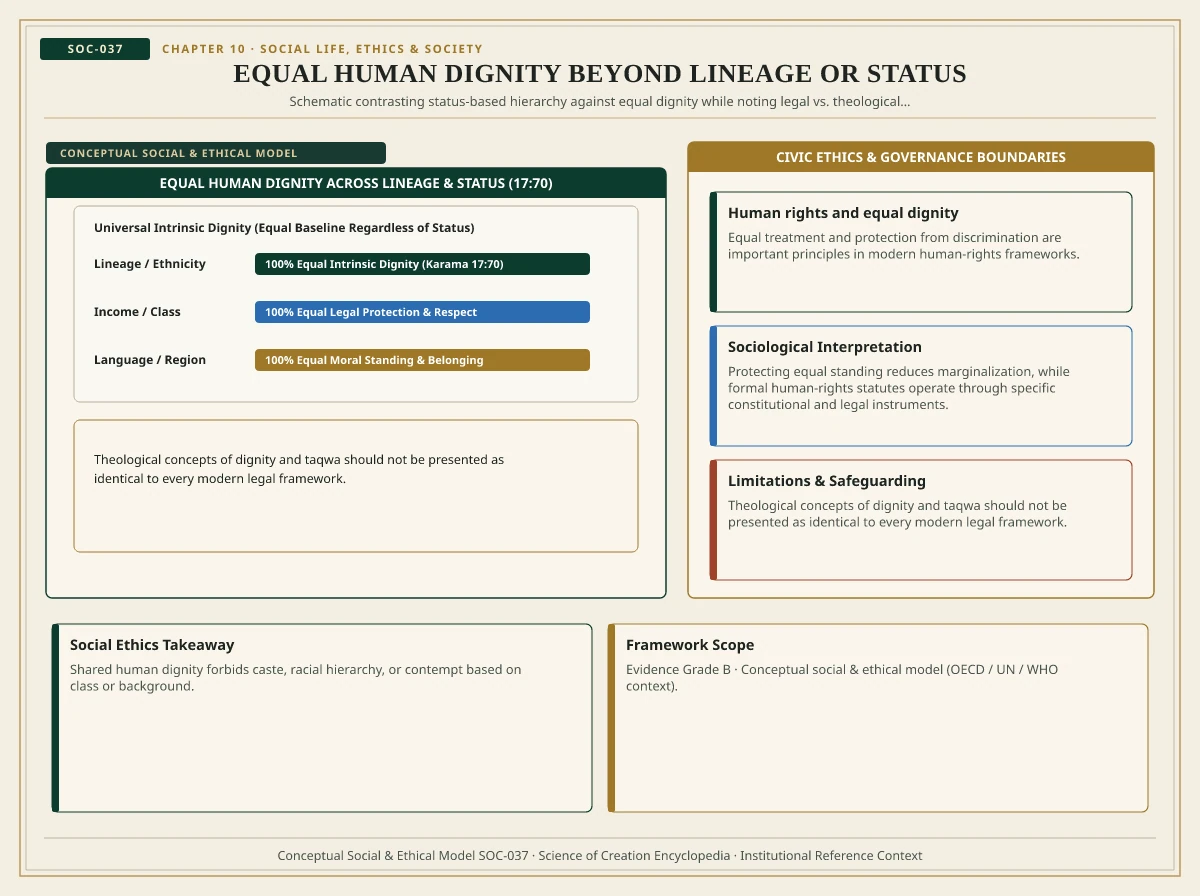 SOC-037
CHAPTER 10 · SOCIAL LIFE, ETHICS & SOCIETY
EQUAL HUMAN DIGNITY BEYOND LINEAGE OR STATUS
Schematic contrasting status-based hierarchy against equal dignity while noting legal vs. theological...
CONCEPTUAL SOCIAL & ETHICAL MODEL
EQUAL HUMAN DIGNITY ACROSS LINEAGE & STATUS (17:70)
Universal Intrinsic Dignity (Equal Baseline Regardless of Status)
Lineage / Ethnicity
100% Equal Intrinsic Dignity (Karama 17:70)
Income / Class
100% Equal Legal Protection & Respect
Language / Region
100% Equal Moral Standing & Belonging
Theological concepts of dignity and taqwa should not be presented as
identical to every modern legal framework.
CIVIC ETHICS & GOVERNANCE BOUNDARIES
Human rights and equal dignity
Equal treatment and protection from discrimination are
important principles in modern human-rights frameworks.
Sociological Interpretation
Protecting equal standing reduces marginalization, while
formal human-rights statutes operate through specific
constitutional and legal instruments.
Limitations & Safeguarding
Theological concepts of dignity and taqwa should not be
presented as identical to every modern legal framework.
Social Ethics Takeaway
Shared human dignity forbids caste, racial hierarchy, or contempt based on
class or background.
Framework Scope
Evidence Grade B · Conceptual social & ethical model (OECD / UN / WHO
context).
Conceptual Social & Ethical Model SOC-037 · Science of Creation Encyclopedia · Institutional Reference Context